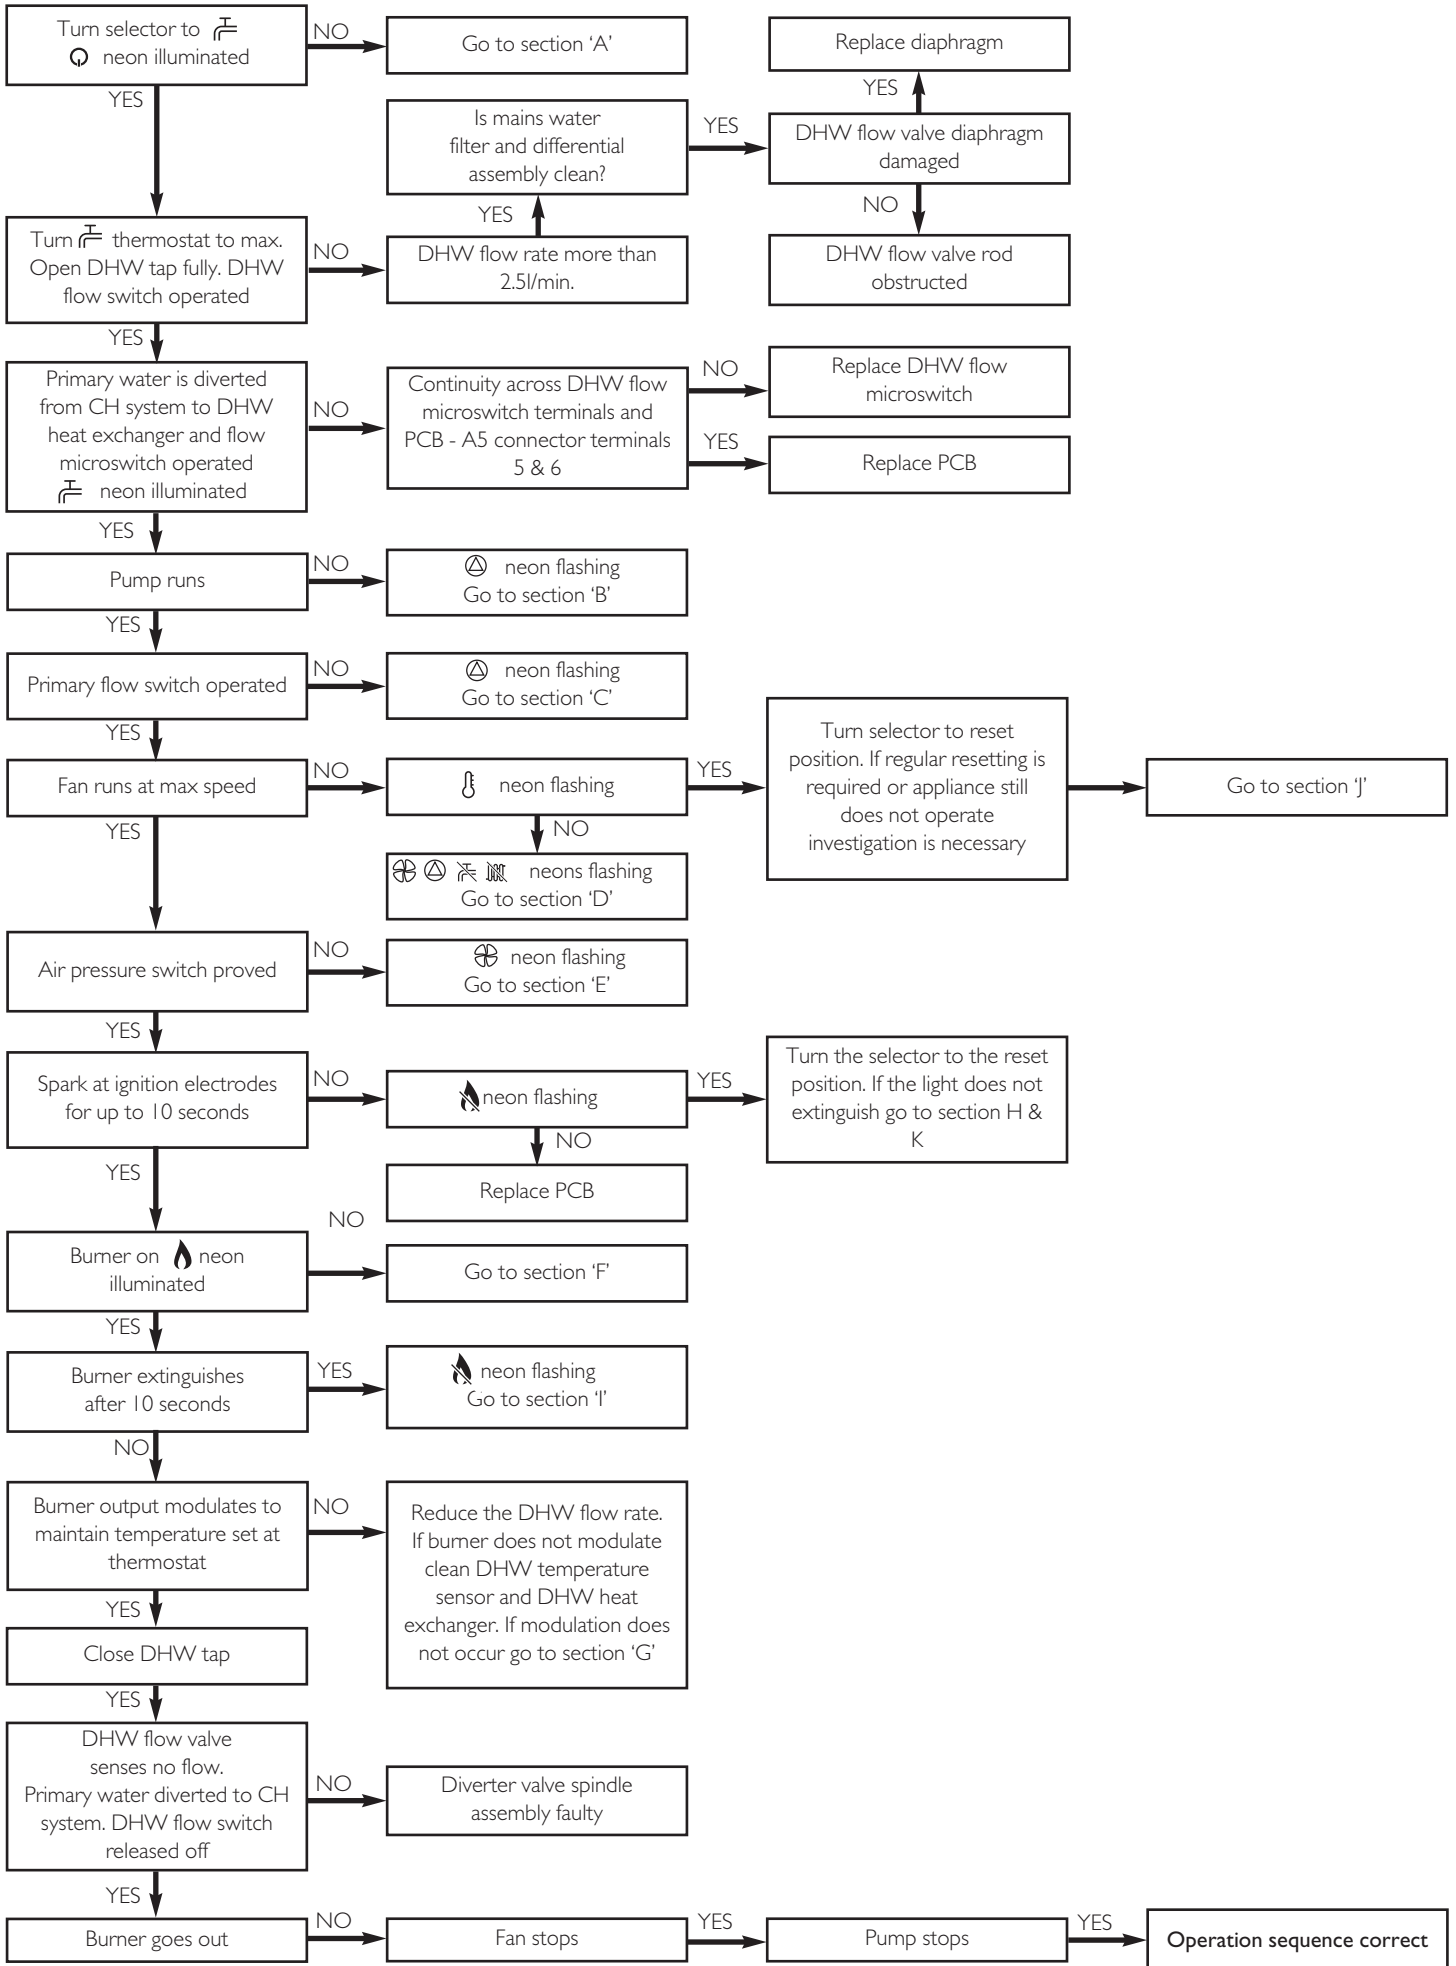 Turn selector to
neon illuminated
NO
Go to section ‘A’
Replace diaphragm
YES
YES
Is mains water
filter and differential
assembly clean?
YES
DHW flow valve diaphragm
damaged
YES
NO
Turn thermostat to max.
Open DHW tap fully. DHW
flow switch operated
NO
DHW flow rate more than
2.5l/min.
DHW flow valve rod
obstructed
YES
Primary water is diverted
from CH system to DHW
heat exchanger and flow
microswitch operated
neon illuminated
NO
Continuity across DHW flow
microswitch terminals and
PCB - A5 connector terminals
5 & 6
NO
Replace DHW flow
microswitch
YES
Replace PCB
YES
Pump runs
NO
neon flashing
Go to section ‘B’
YES
Primary flow switch operated
NO
neon flashing
Go to section ‘C’
YES
Fan runs at max speed
NO
neon flashing
YES
Turn selector to reset
position. If regular resetting is
required or appliance still
does not operate
investigation is necessary
Go to section ‘J’
YES
NO
neons flashing
Go to section ‘D’
Air pressure switch proved
NO
neon flashing
Go to section ‘E’
YES
Spark at ignition electrodes
for up to 10 seconds
NO
neon flashing
YES
Turn the selector to the reset
position. If the light does not
extinguish go to section H &
K
YES
NO
Replace PCB
NO
Burner on neon
illuminated
Go to section ‘F’
YES
Burner extinguishes
after 10 seconds
YES
neon flashing
Go to section ‘I’
NO
Burner output modulates to
maintain temperature set at
thermostat
NO
Reduce the DHW flow rate.
If burner does not modulate
clean DHW temperature
sensor and DHW heat
exchanger. If modulation does
not occur go to section ‘G’
YES
Close DHW tap
YES
DHW flow valve
senses no flow.
Primary water diverted to CH
system. DHW flow switch
released off
NO
Diverter valve spindle
assembly faulty
YES
Burner goes out
NO
Fan stops
YES
Pump stops
YES
Operation sequence correct